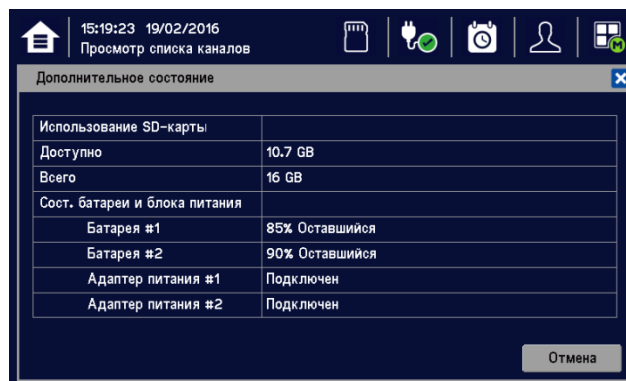 15:19:23 19/02/2016
Просмотр списка каналов
M
Дополнительное состояние
Использование SD-карты
Доступно 10.7 GB
Всего 16 GB
Сост. батареи и блока питания
Батарея #1 85% Оставшийся
Батарея #2 90% Оставшийся
Адаптер питания #1 Подключен
Адаптер питания #2 Подключен
Отмена